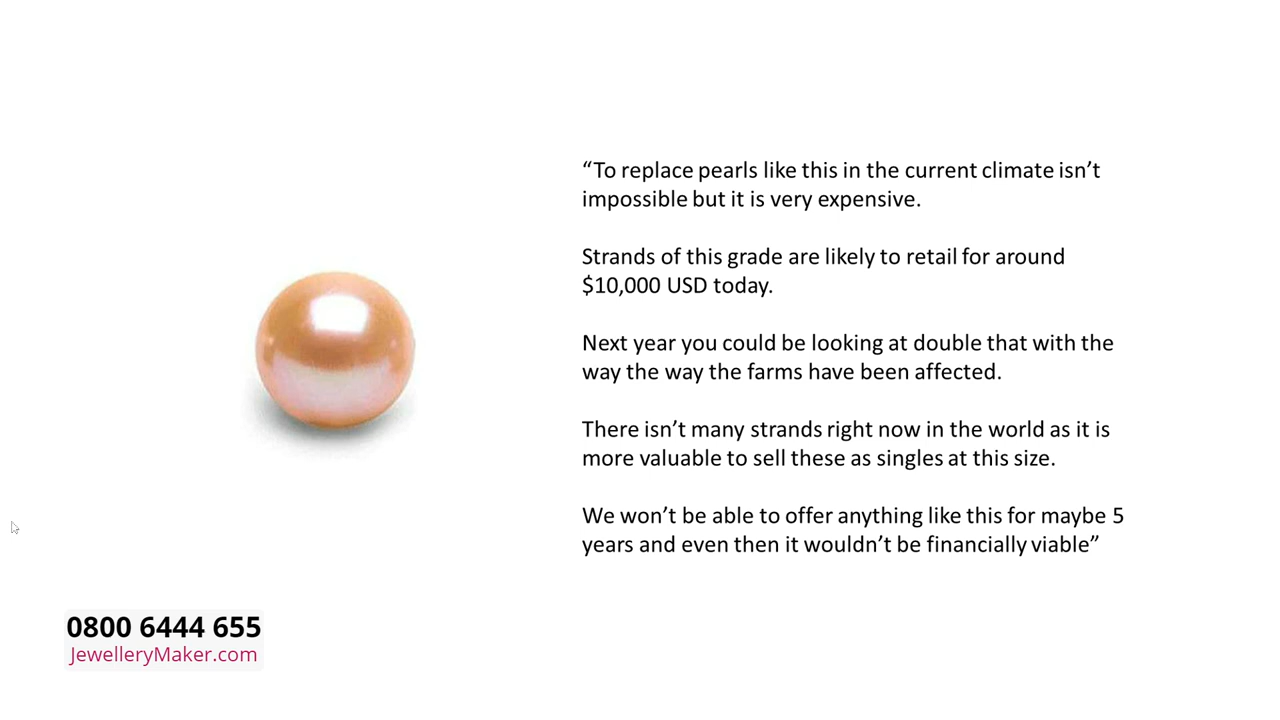 “To replace pearls like this in the current climate isn’t
impossible but it is very expensive.
Strands of this grade are likely to retail for around
$10,000 USD today.
Next year you could be looking at double that with the
way the way the farms have been affected.
There isn’t many strands right now in the world as it is
more valuable to sell these as singles at this size.
We won’t be able to offer anything like this for maybe 5
years and even then it wouldn’t be financially viable”
0800 6444 655
JewelleryMaker.com